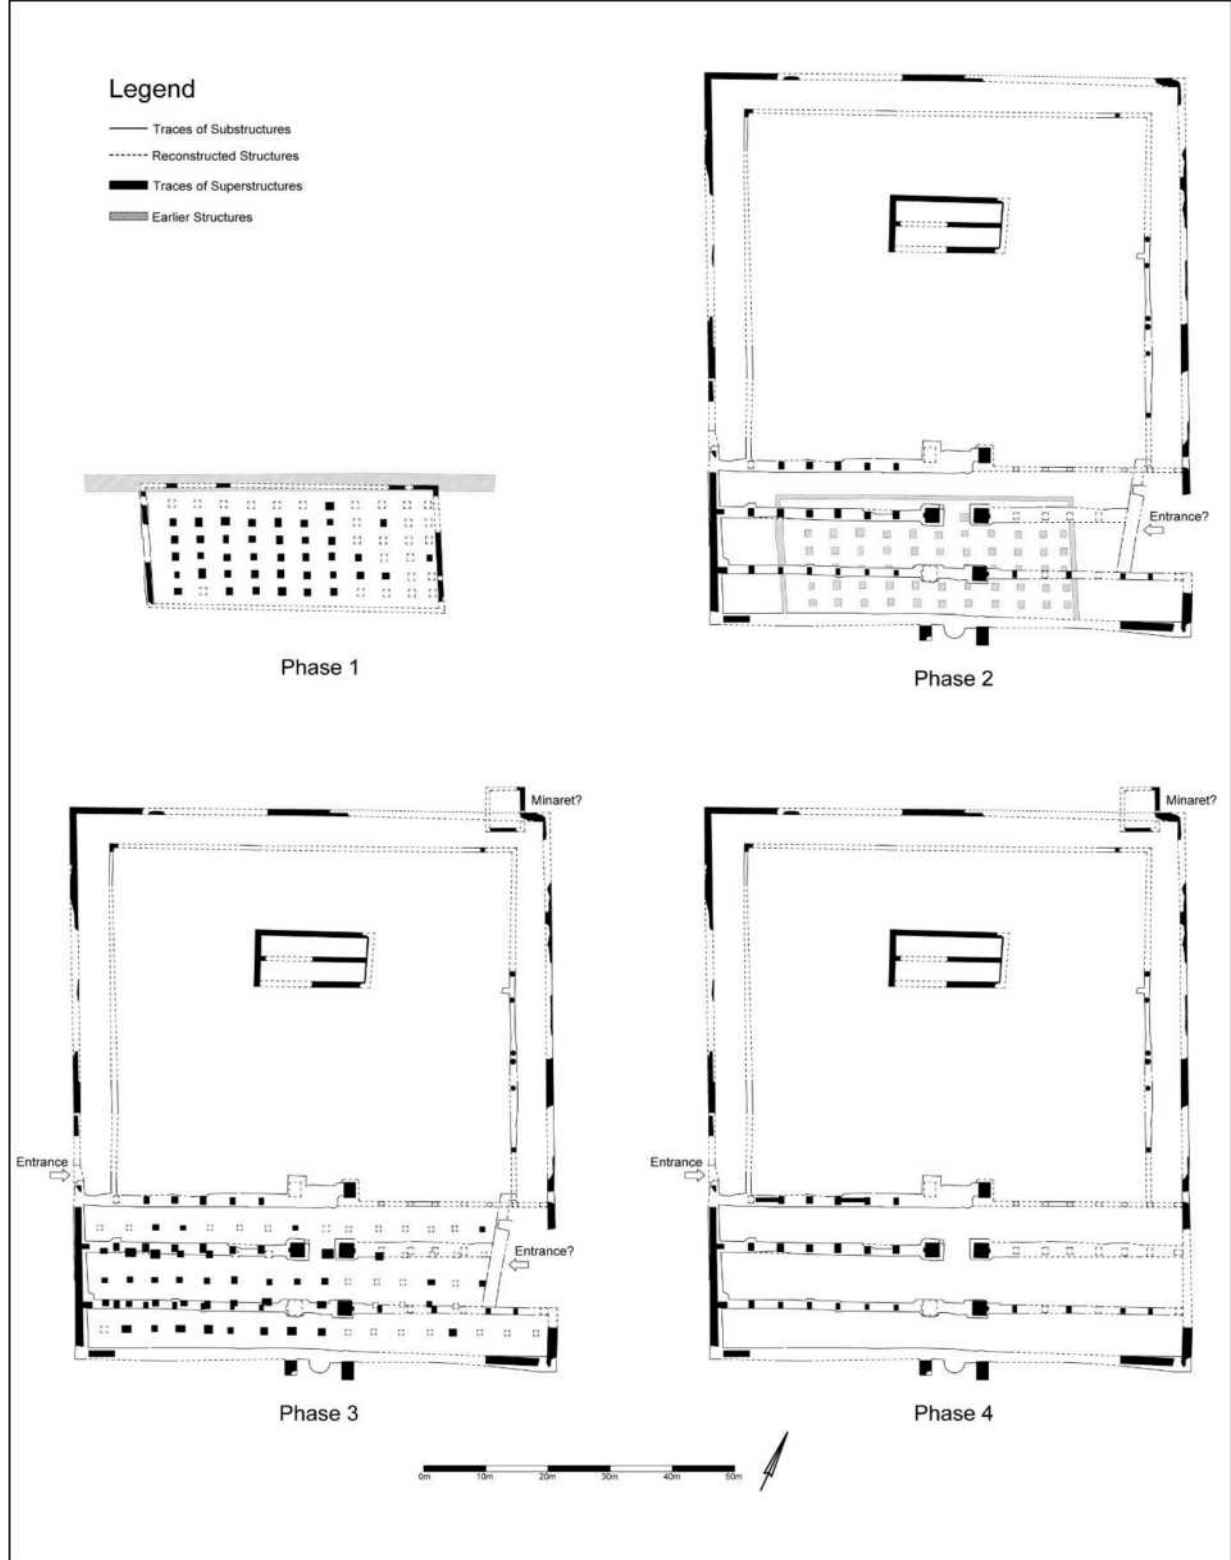 Legend
Traces of Substructures
Reconstructed Structures
Traces of Superstructures
Earlier Structures
Entrance?
Phase 1
Phase 2
Minaret?
Minaret?
Entrance
Entrance
Entrance?
Phase 3
Phase 4
0m 10m 20m 30m 40m 50m